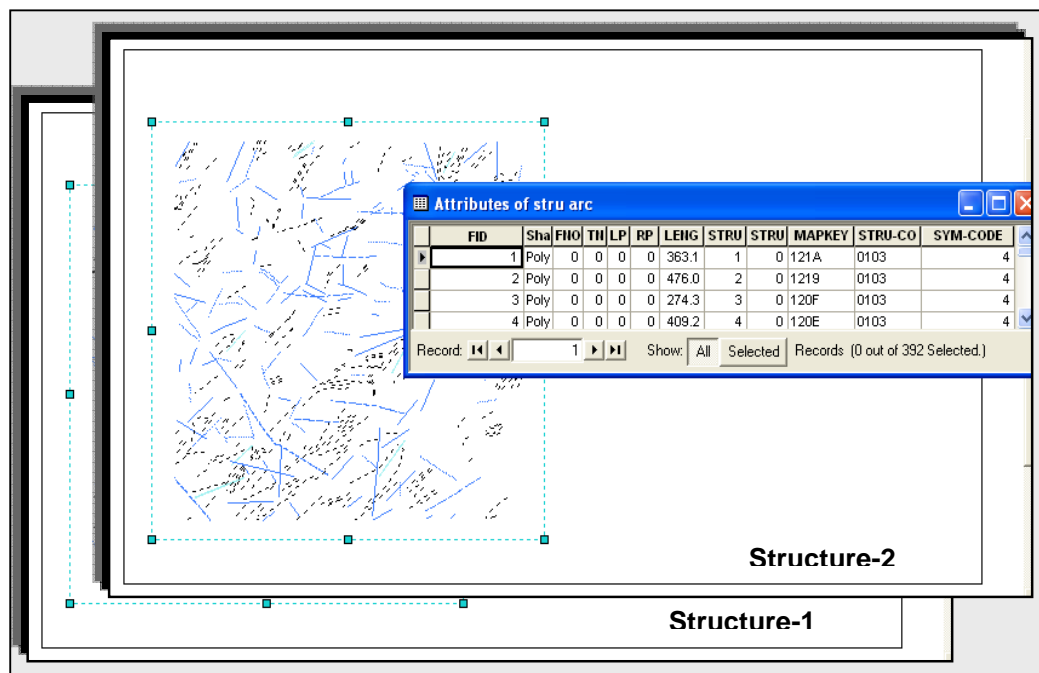 Attributes of stru arc
FID Sha FNO TN LP RP LENG STRU STRU MAPKEY STRU-CO SYM-CODE
1 Poly 0 0 0 0 363.1 1 0 121A 0103 4
2 Poly 0 0 0 0 476.0 2 0 1219 0103 4
3 Poly 0 0 0 0 274.3 3 0 120F 0103 4
4 Poly 0 0 0 0 409.2 4 0 120E 0103 4
Record: 1 Show: All Selected Records (0 out of 392 Selected.)
Structure-2
Structure-1